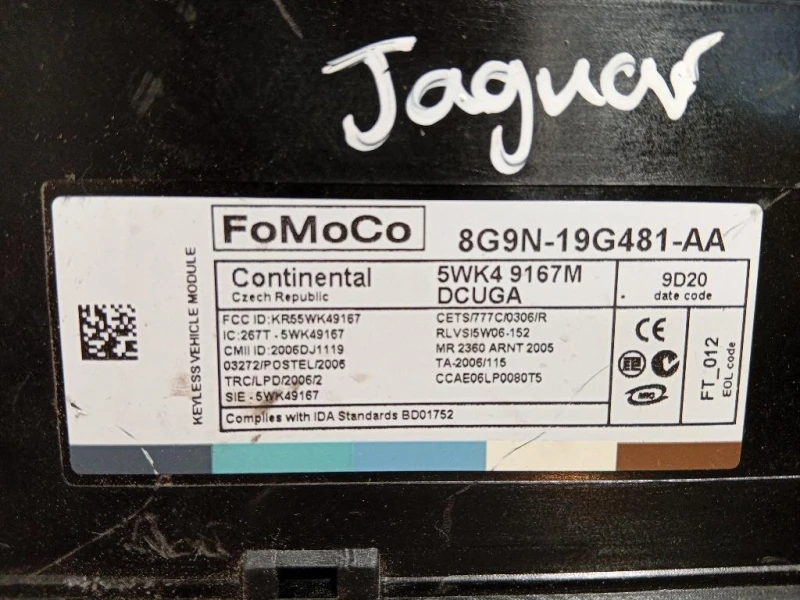 Jaguar
FoMoCo
8G9N-19G481-AA
KEYLESS VEHICLE MODULE
Continental
Czech Republic
5WK4 9167M
DCUGA
9D20
date code
FCC ID:KR55WK49167
IC:267T - 5WK49167
CMII ID:2006DJ1119
03272/POSTEL/2006
TRC/LPD/2006/2
SIE - 5WK49167
CETS/777C/0306/R
RLVSI5W06-152
MR 2360 ARNT 2005
TA-2006/115
CCAE06LP0080T5
Complies with IDA Standards BD01752
CE
FT_012
EOL code